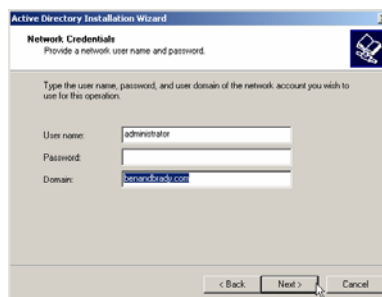 Active Directory Installation Wizard
Network Credentials
Provide a network user name and password.
Type the user name, password, and user domain of the network account you wish to
use for this operation.
User name: administrator
Password:
Domain: benandbrady.com
< Back Next > Cancel